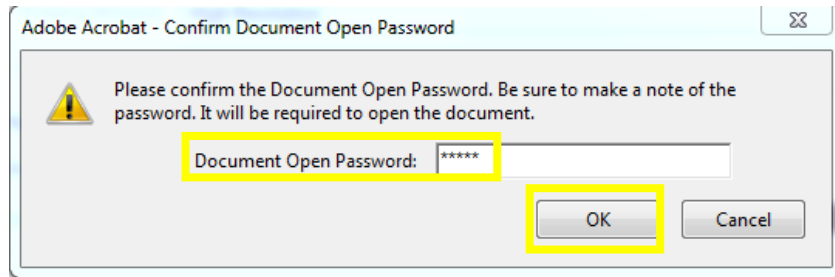 Adobe Acrobat - Confirm Document Open Password
Please confirm the Document Open Password. Be sure to make a note of the
password. It will be required to open the document.
Document Open Password: *****
OK Cancel